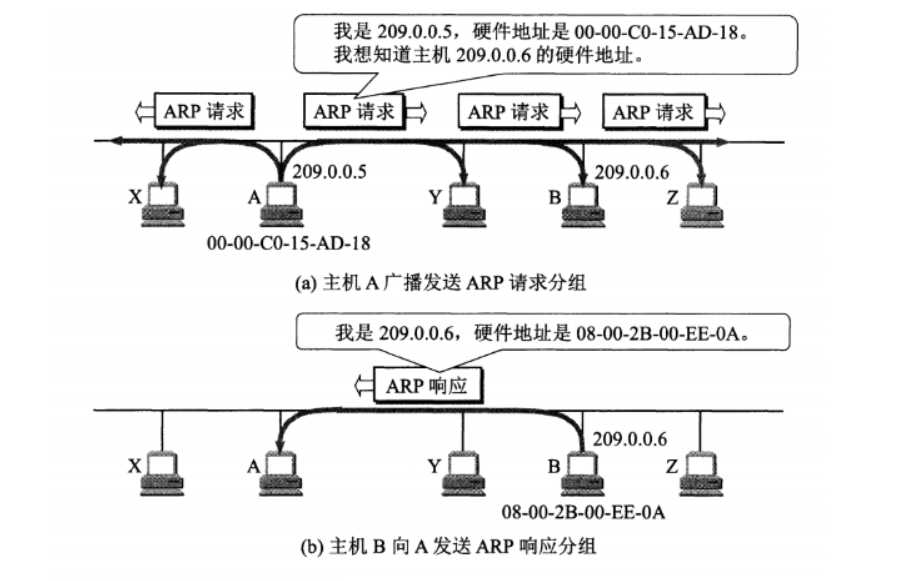 我是 209.0.0.5，硬件地址是 00-00-C0-15-AD-18。
我想知道主机 209.0.0.6 的硬件地址。
ARP 请求
ARP 请求
ARP 请求
ARP 请求
209.0.0.5
209.0.0.6
X
A
Y
B
Z
00-00-C0-15-AD-18
(a) 主机 A 广播发送 ARP 请求分组
我是 209.0.0.6，硬件地址是 08-00-2B-00-EE-0A。
ARP 响应
209.0.0.6
X
A
Y
B
Z
08-00-2B-00-EE-0A
(b) 主机 B 向 A 发送 ARP 响应分组